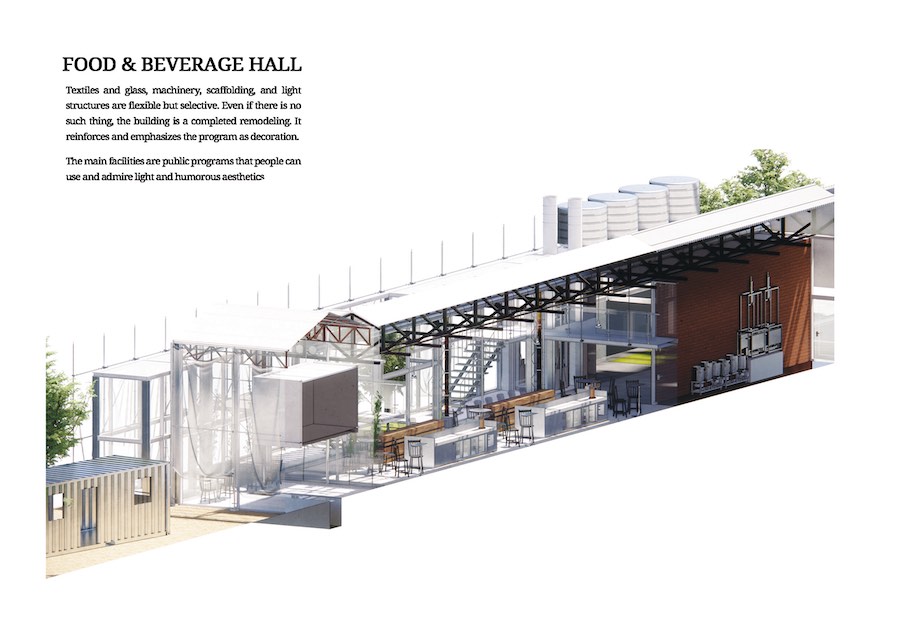 FOOD & BEVERAGE HALL
Textiles and glass, machinery, scaffolding, and light
structures are flexible but selective. Even if there is no
such thing, the building is a completed remodeling. It
reinforces and emphasizes the program as decoration.
The main facilities are public programs that people can
use and admire light and humorous aesthetics